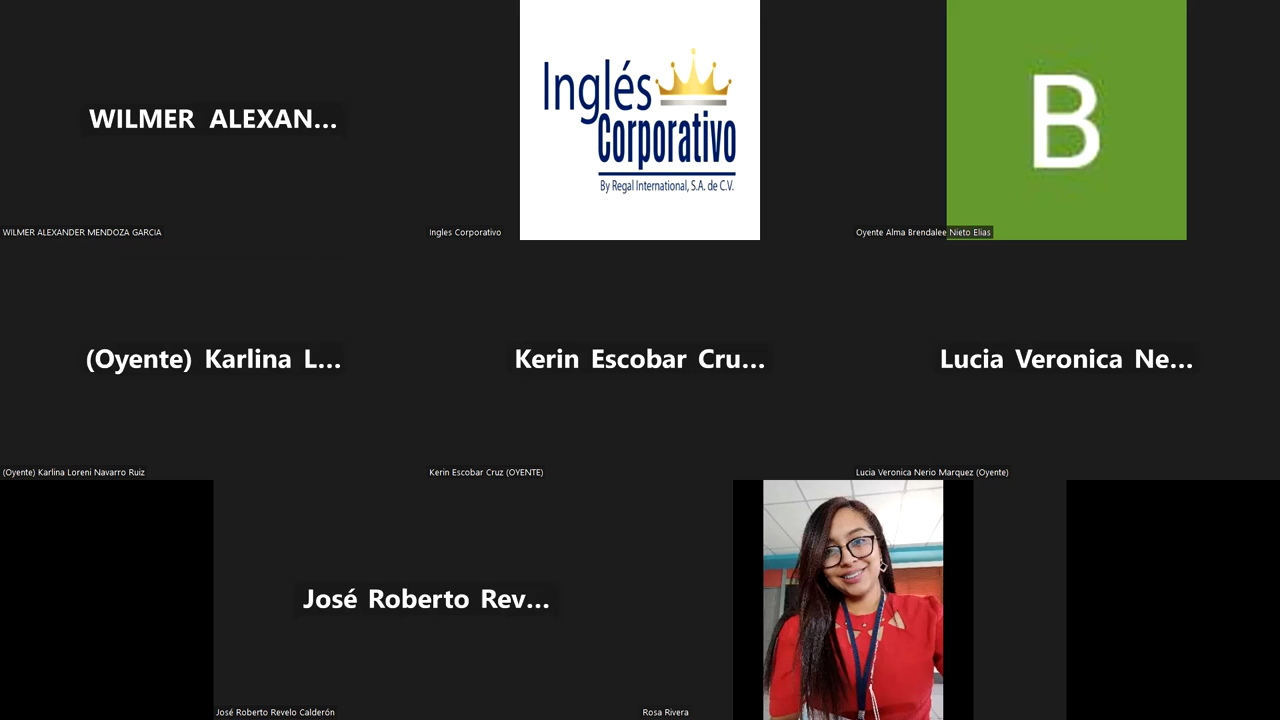 WILMER ALEXAN...
WILMER ALEXANDER MENDOZA GARCIA
Inglés
Corporativo
By Regal International, S.A. de C.V.
Ingles Corporativo
B
Oyente Alma Brendalee Nieto Elias
(Oyente) Karlina L...
(Oyente) Karlina Loreni Navarro Ruiz
Kerin Escobar Cru...
Kerin Escobar Cruz (OYENTE)
Lucia Veronica Ne...
Lucia Veronica Nerio Marquez (Oyente)
José Roberto Rev...
José Roberto Revelo Calderón
Rosa Rivera